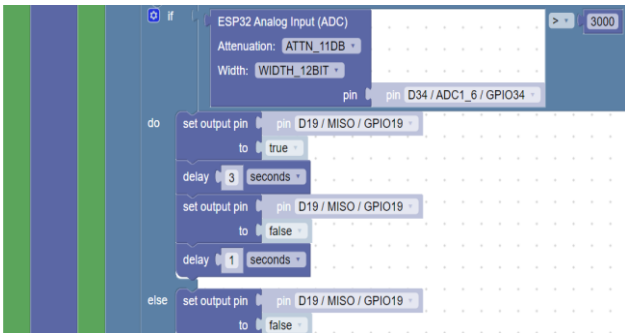 if ESP32 Analog Input (ADC) > 3000
Attenuation: ATTN_11DB
Width: WIDTH_12BIT
pin pin D34 / ADC1_6 / GPIO34
do set output pin pin D19 / MISO / GPIO19
to true
delay 3 seconds
set output pin pin D19 / MISO / GPIO19
to false
delay 1 seconds
else set output pin pin D19 / MISO / GPIO19
to false